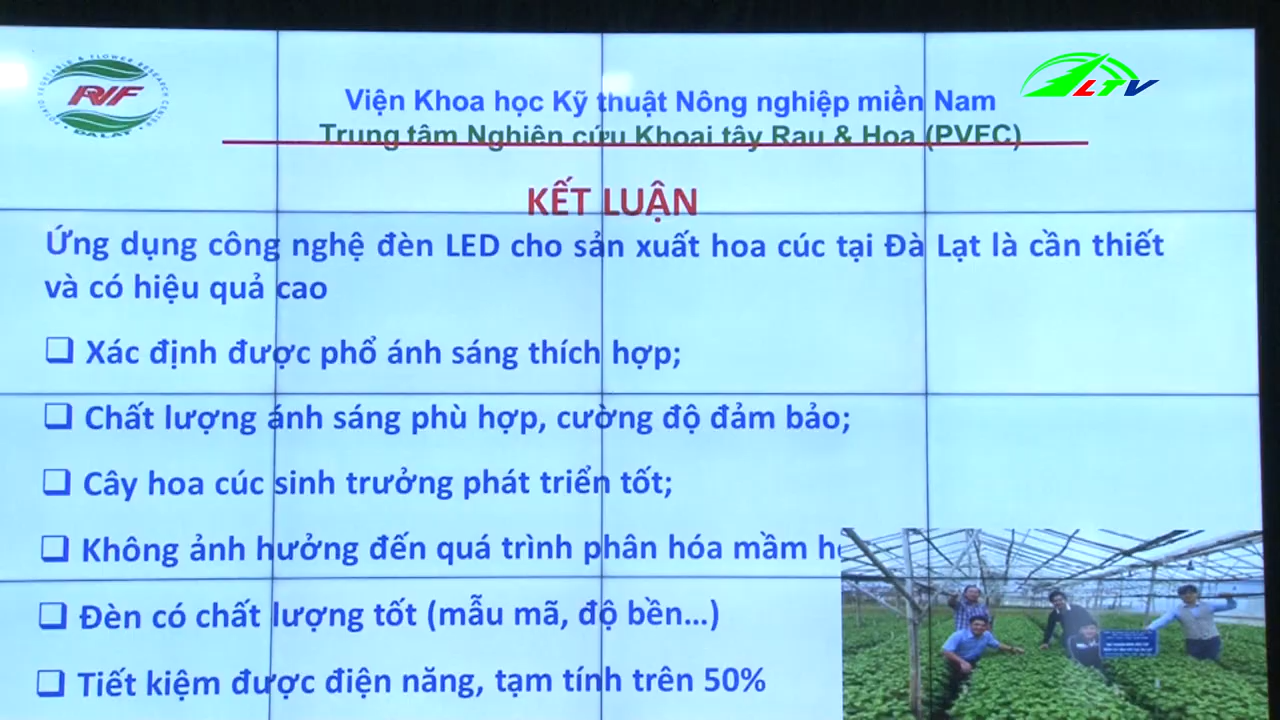 RIF
DALAT
LTV
Viện Khoa học Kỹ thuật Nông nghiệp miền Nam
Trung tâm Nghiên cứu Khoai tây Rau & Hoa (PVFC)
KẾT LUẬN
Ứng dụng công nghệ đèn LED cho sản xuất hoa cúc tại Đà Lạt là cần thiết
và có hiệu quả cao
❑ Xác định được phổ ánh sáng thích hợp;
❑ Chất lượng ánh sáng phù hợp, cường độ đảm bảo;
❑ Cây hoa cúc sinh trưởng phát triển tốt;
❑ Không ảnh hưởng đến quá trình phân hóa mầm
❑ Đèn có chất lượng tốt (mẫu mã, độ bền...)
❑ Tiết kiệm được điện năng, tạm tính trên 50%